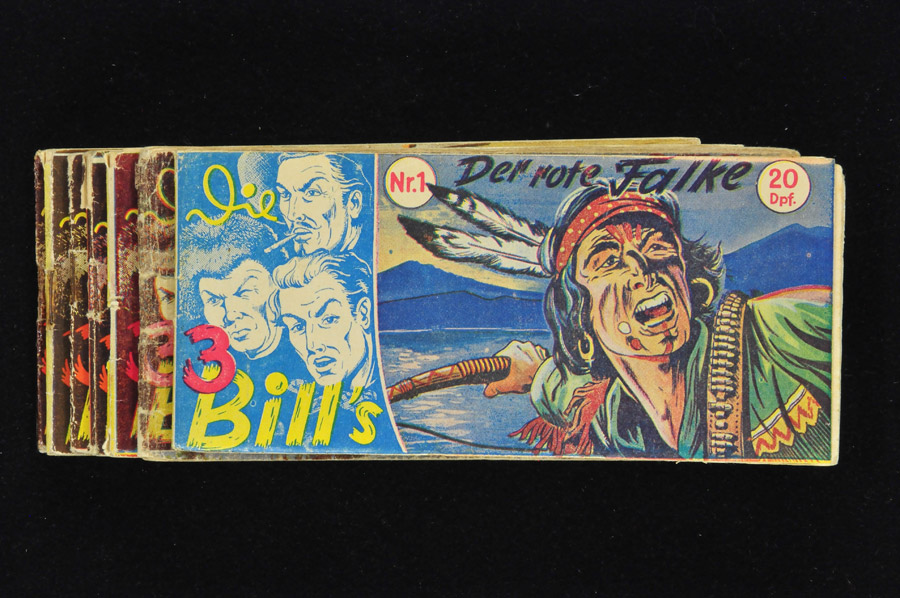 Die
3
Bill's
Nr.1
Der rote Falke
20
Dpf.